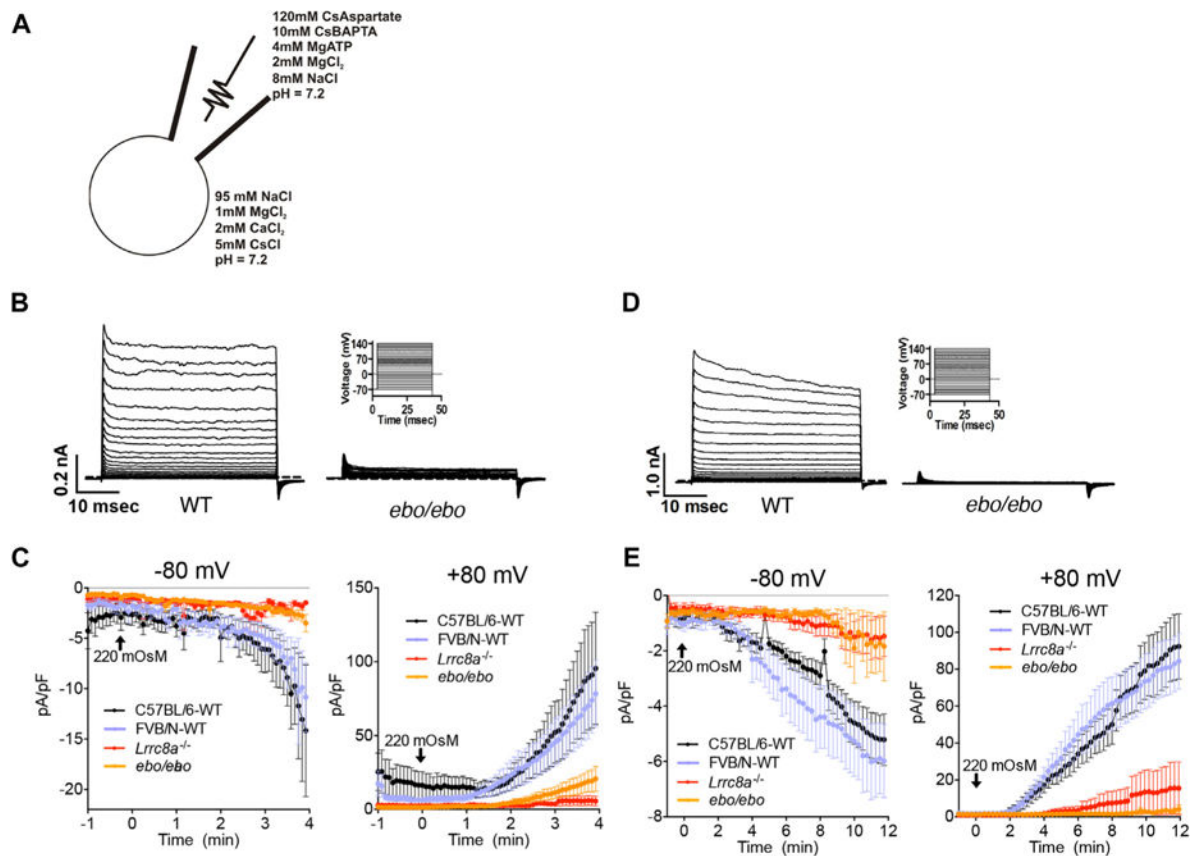 A
120mM CsAspartate
10mM CsBAPTA
4mM MgATP
2mM MgCl₂
8mM NaCl
pH = 7.2
95 mM NaCl
1mM MgCl₂
2mM CaCl₂
5mM CsCl
pH = 7.2
B
0.2 nA
10 msec
WT
Voltage (mV)
140
70
0
-70
0 25 50
Time (msec)
ebo/ebo
D
1.0 nA
10 msec
WT
Voltage (mV)
140
70
0
-70
0 25 50
Time (msec)
ebo/ebo
C
-80 mV
pA/pF
0
-5
-10
-15
-20
220 mOsM
C57BL/6-WT
FVB/N-WT
Lrrc8a⁻/⁻
-1 0 1 2 3 4
Time (min)
+80 mV
pA/pF
150
100
50
0
C57BL/6-WT
FVB/N-WT
Lrrc8a⁻/⁻
ebo/ebo
220 mOsM
-1 0 1 2 3 4
Time (min)
E
-80 mV
pA/pF
0
-2
-4
-6
-8
220 mOsM
C57BL/6-WT
FVB/N-WT
Lrrc8a⁻/⁻
ebo/ebo
0 2 4 6 8 10 12
Time (min)
+80 mV
pA/pF
120
100
80
60
40
20
0
C57BL/6-WT
FVB/N-WT
Lrrc8a⁻/⁻
ebo/ebo
220 mOsM
0 2 4 6 8 10 12
Time (min)